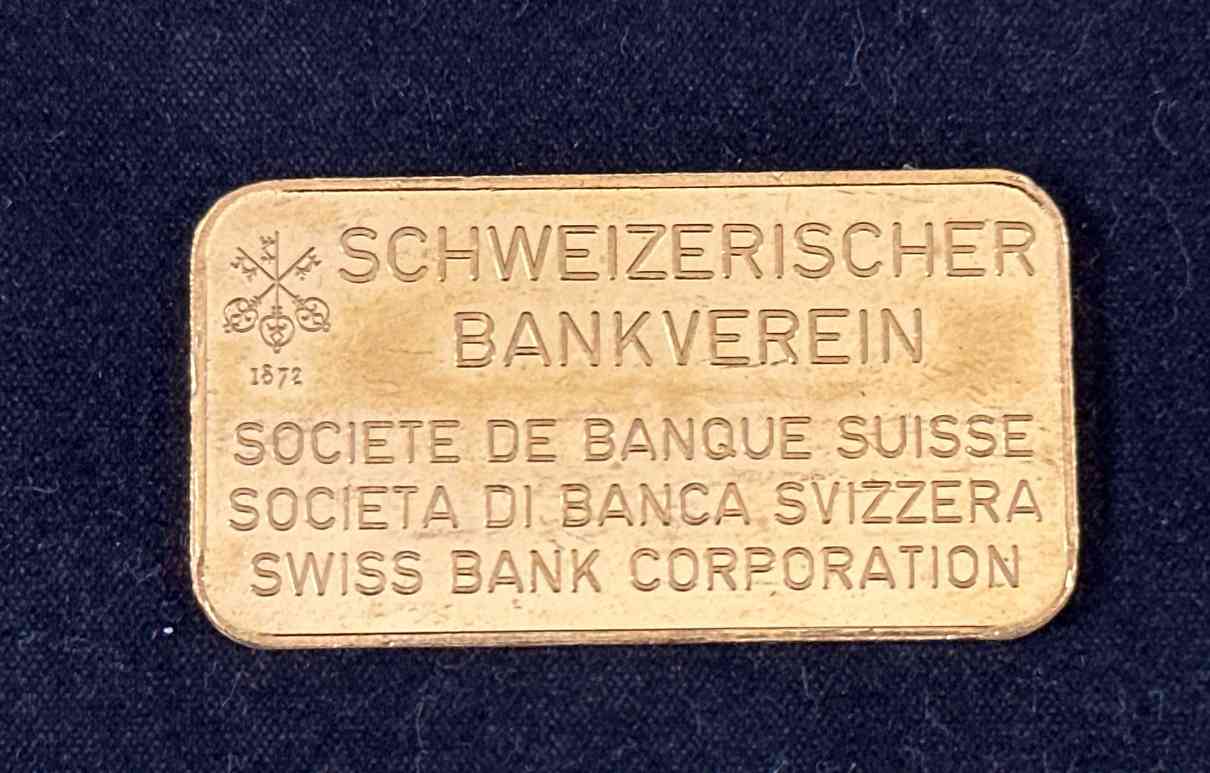 SCHWEIZERISCHER
BANKVEREIN
1872
SOCIETE DE BANQUE SUISSE
SOCIETA DI BANCA SVIZZERA
SWISS BANK CORPORATION